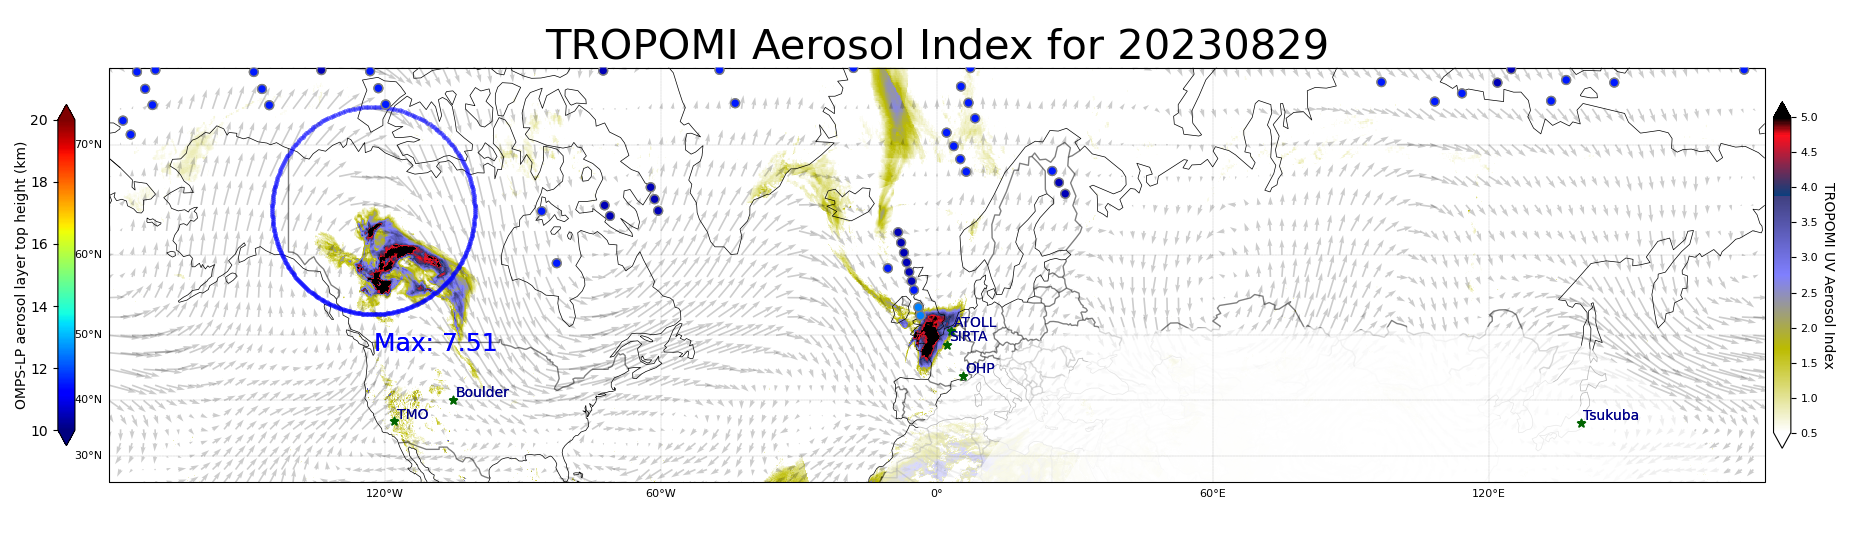 TROPOMI Aerosol Index for 20230829
OMPS-LP aerosol layer top height (km)
20
18
16
14
12
10
70°N
60°N
50°N
40°N
30°N
120°W
60°W
0°
60°E
120°E
Max: 7.51
Boulder
TMO
ATOLL
SIRTA
OHP
Tsukuba
5.0
4.5
4.0
3.5
3.0
2.5
2.0
1.5
1.0
0.5
TROPOMI UV Aerosol Index